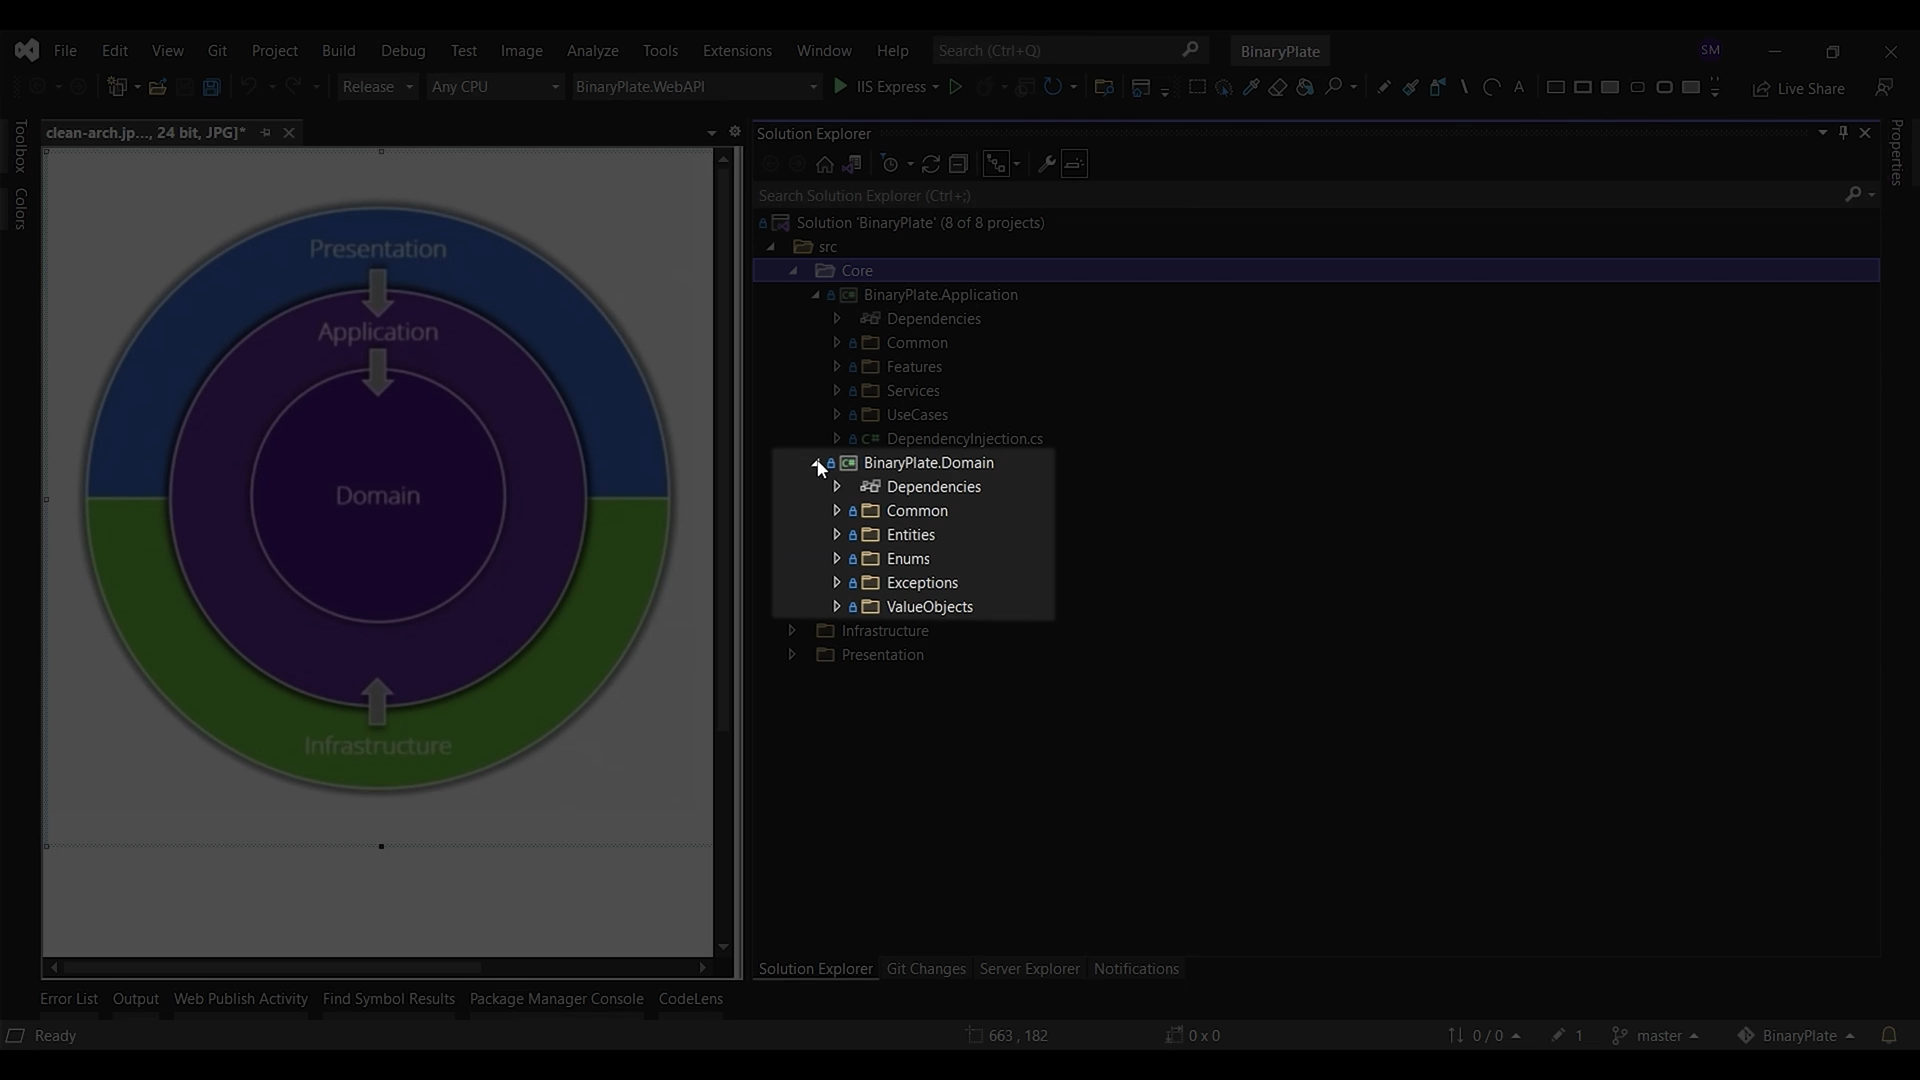 File Edit View Git Project Build Debug Test Image Analyze Tools Extensions Window Help Search (Ctrl+Q) BinaryPlate SM
Release Any CPU BinaryPlate.WebAPI IIS Express A Live Share
Toolbox
Colors
clean-arch.jp..., 24 bit, JPG]*
Presentation
Application
Domain
Infrastructure
Solution Explorer
Search Solution Explorer (Ctrl+;)
Solution 'BinaryPlate' (8 of 8 projects)
src
Core
C# BinaryPlate.Application
Dependencies
Common
Features
Services
UseCases
C# DependencyInjection.cs
C# BinaryPlate.Domain
Dependencies
Common
Entities
Enums
Exceptions
ValueObjects
Infrastructure
Presentation
Properties
Solution Explorer Git Changes Server Explorer Notifications
Error List Output Web Publish Activity Find Symbol Results Package Manager Console CodeLens
Ready 663 , 182 0 x 0 0 / 0 1 master BinaryPlate